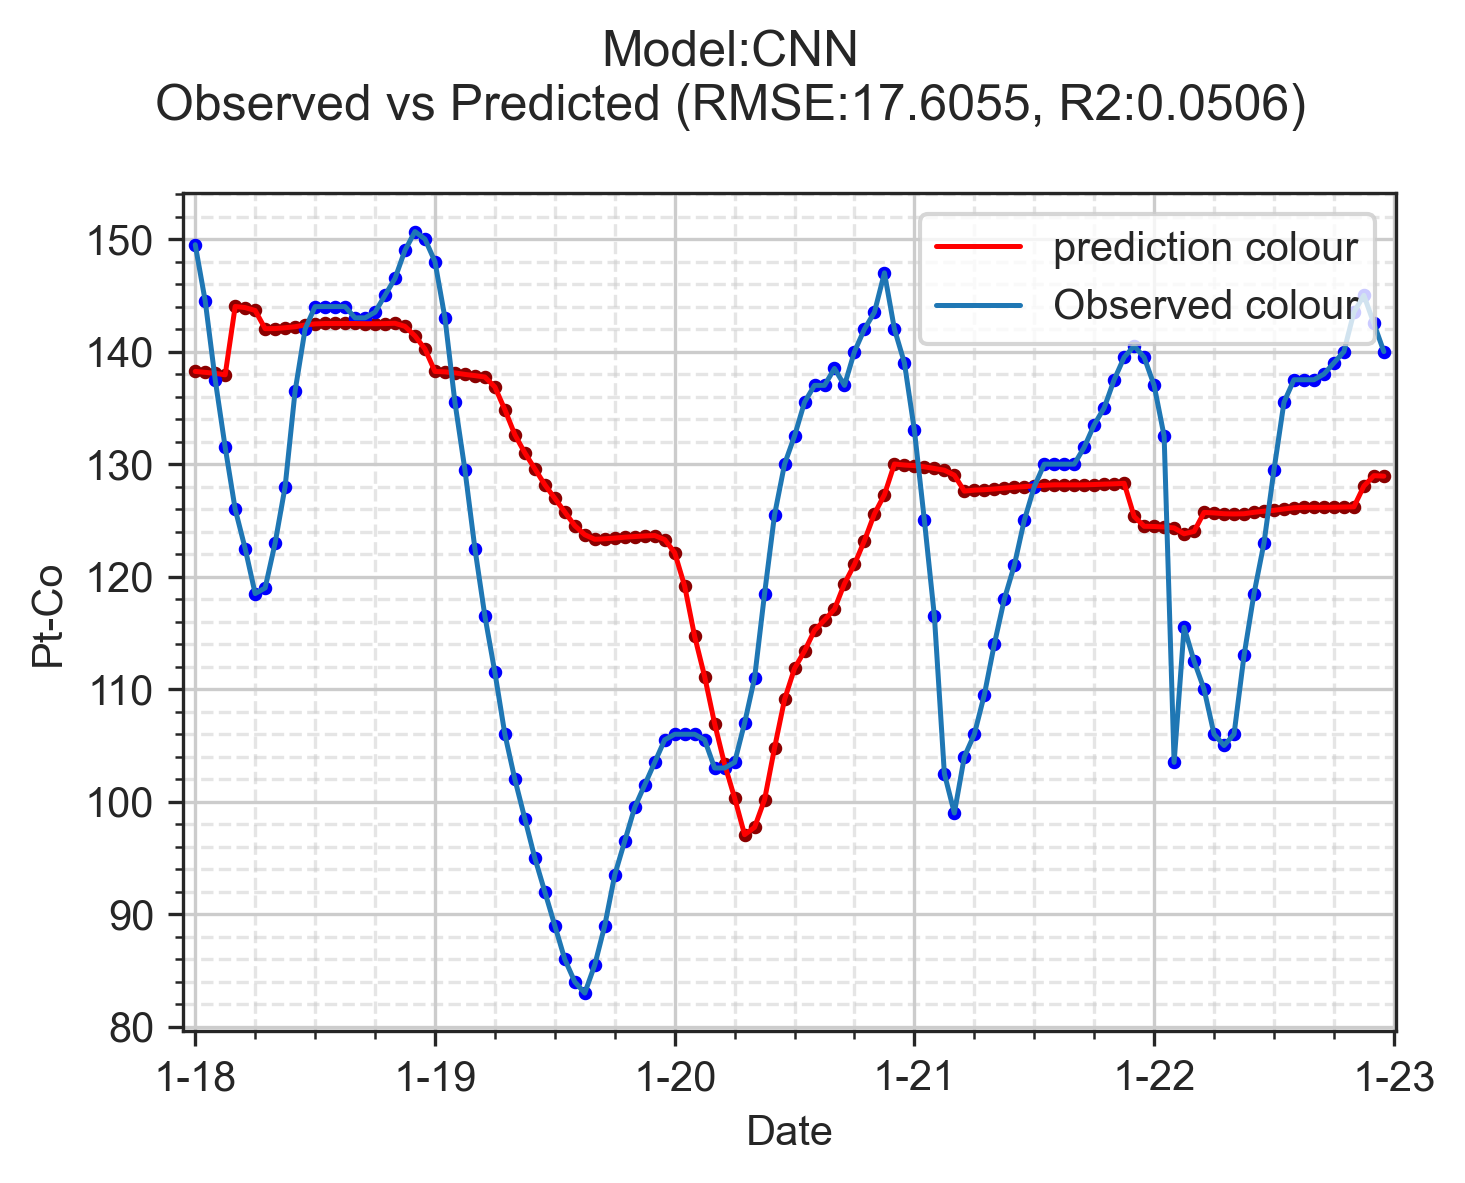 Model:CNN
Observed vs Predicted (RMSE:17.6055, R2:0.0506)
prediction colour
Observed colour
150
140
130
120
110
100
90
80
Pt-Co
1-18 1-19 1-20 1-21 1-22 1-23
Date